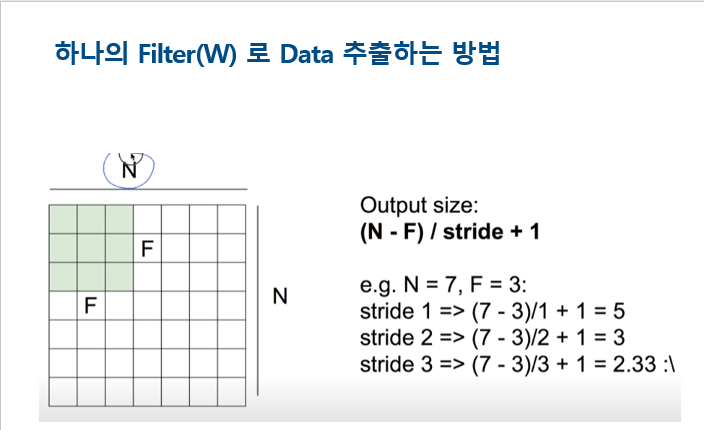 하나의 Filter(W) 로 Data 추출하는 방법
N
F
F
N
Output size:
(N - F) / stride + 1
e.g. N = 7, F = 3:
stride 1 => (7 - 3)/1 + 1 = 5
stride 2 => (7 - 3)/2 + 1 = 3
stride 3 => (7 - 3)/3 + 1 = 2.33 :\